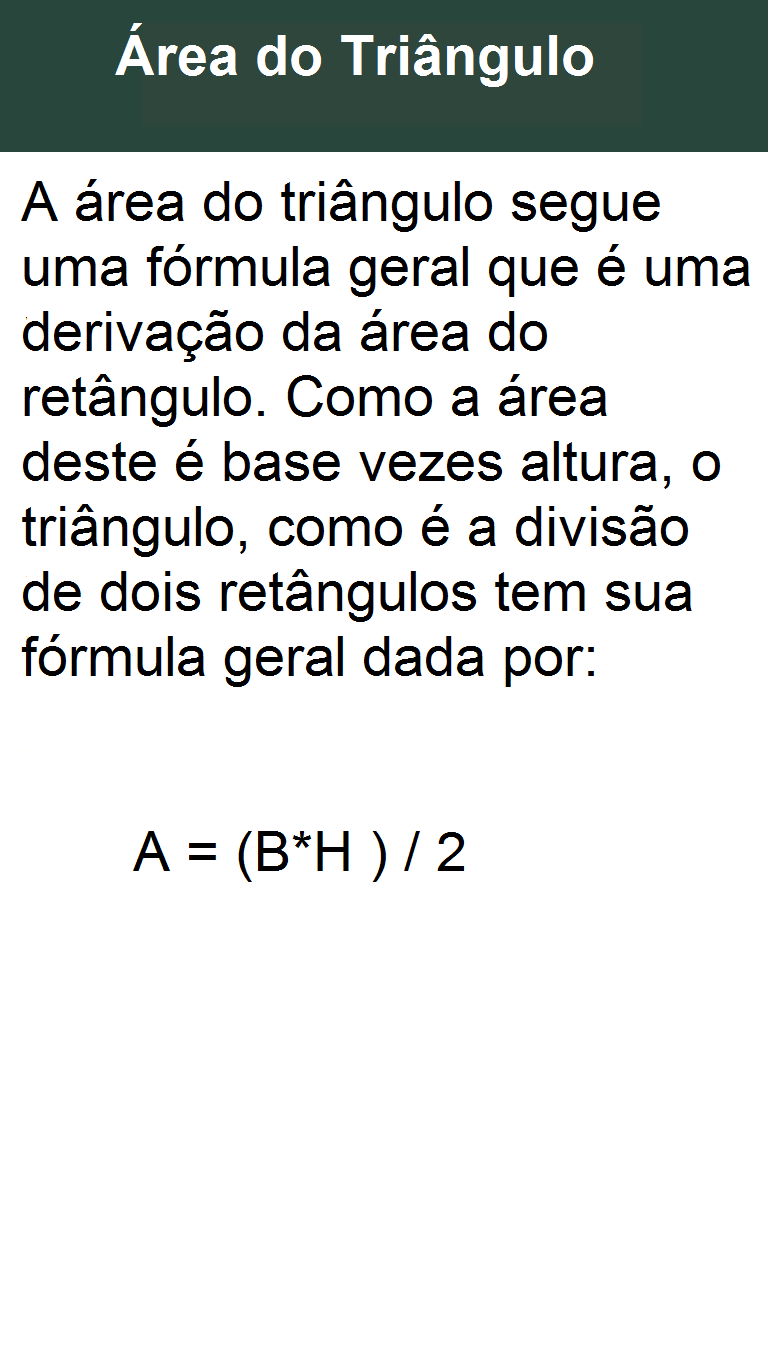 Área do Triângulo
A área do triângulo segue
uma fórmula geral que é uma
derivação da área do
retângulo. Como a área
deste é base vezes altura, o
triângulo, como é a divisão
de dois retângulos tem sua
fórmula geral dada por:
A = (B*H ) / 2